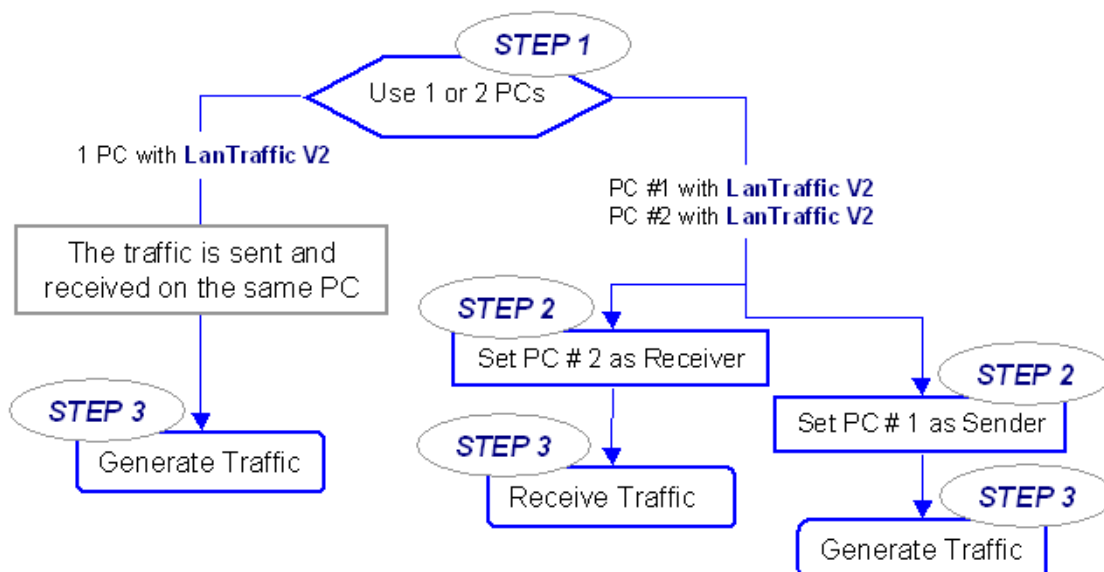 STEP 1
Use 1 or 2 PCs
1 PC with LanTraffic V2
PC #1 with LanTraffic V2
PC #2 with LanTraffic V2
The traffic is sent and
received on the same PC
STEP 2
Set PC # 2 as Receiver
STEP 2
Set PC # 1 as Sender
STEP 3
Generate Traffic
STEP 3
Receive Traffic
STEP 3
Generate Traffic